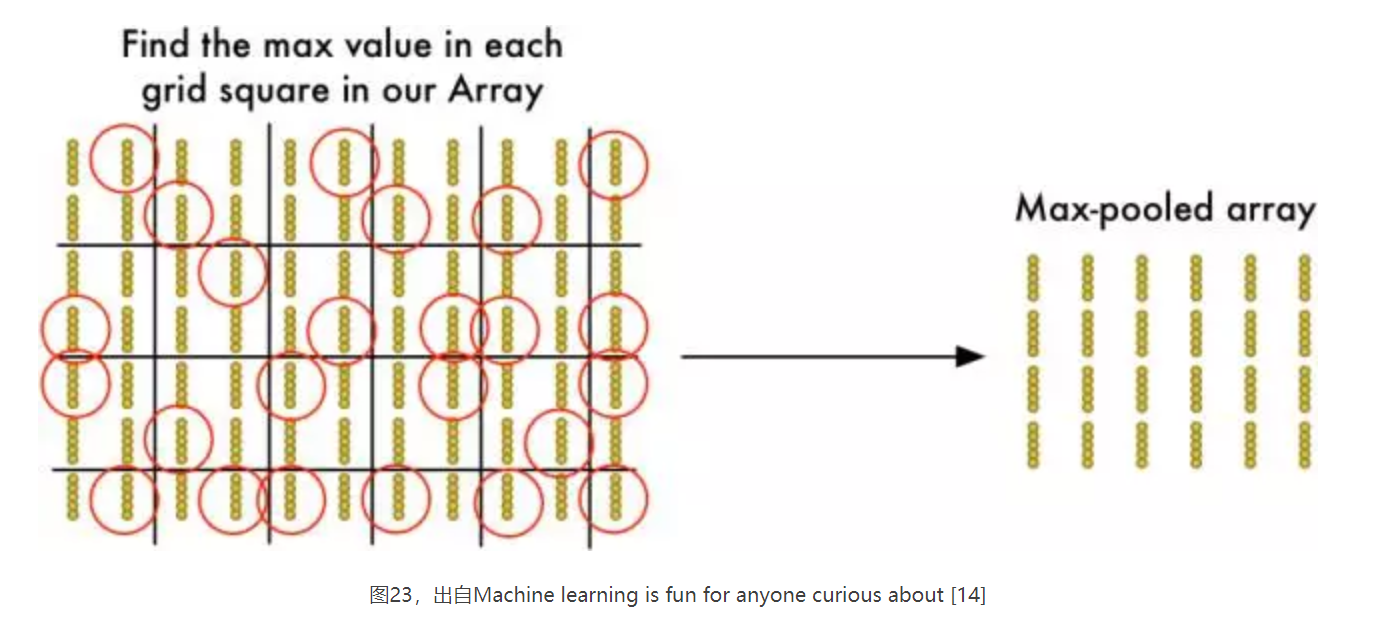 Find the max value in each
grid square in our Array
Max-pooled array
图23，出自Machine learning is fun for anyone curious about [14]